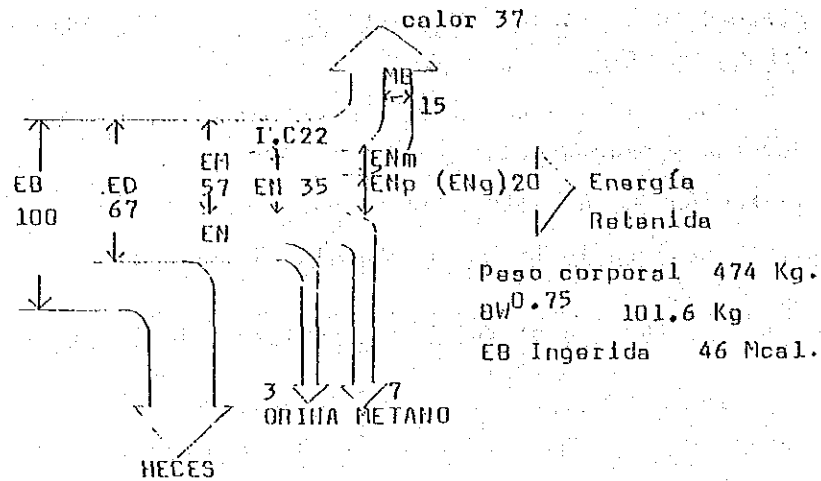 calor 37
MB
15
I.C22
EB
100
ED
67
EM
57
EN
EN 35
ENm
ENp (ENg)20
Energía
Retenida
Peso corporal 474 Kg.
BW0.75 101.6 Kg
EB Ingerida 46 Mcal.
3 7
ORINA METANO
HECES